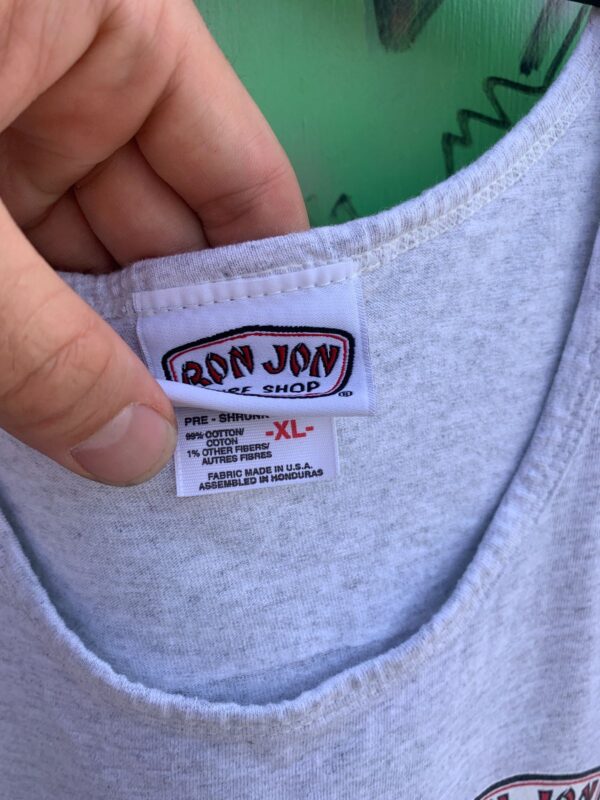 RON JON
SHOP
®
PRE - SHRUNK
99% COTTON/
COTON
-XL-
1% OTHER FIBERS/
AUTRES FIBRES
FABRIC MADE IN U.S.A.
ASSEMBLED IN HONDURAS
JON